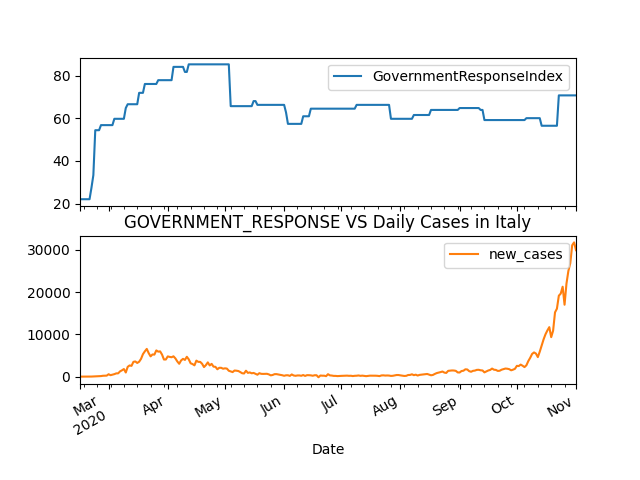 80
60
40
20
GovernmentResponseIndex
GOVERNMENT_RESPONSE VS Daily Cases in Italy
30000
20000
10000
0
new_cases
Mar
2020
Apr
May
Jun
Jul
Aug
Sep
Oct
Nov
Date